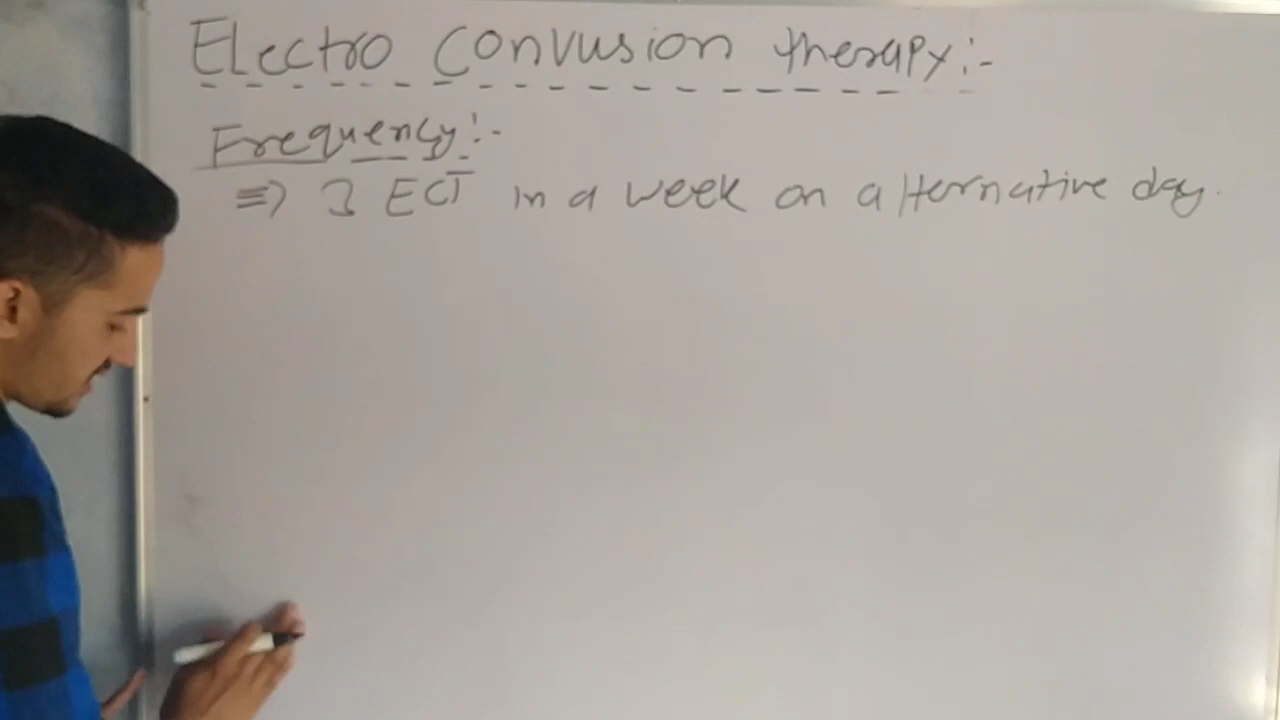 Electro Convusion therapy:-
Frequency:-
⇒ 3 ECT in a week on alternative day.